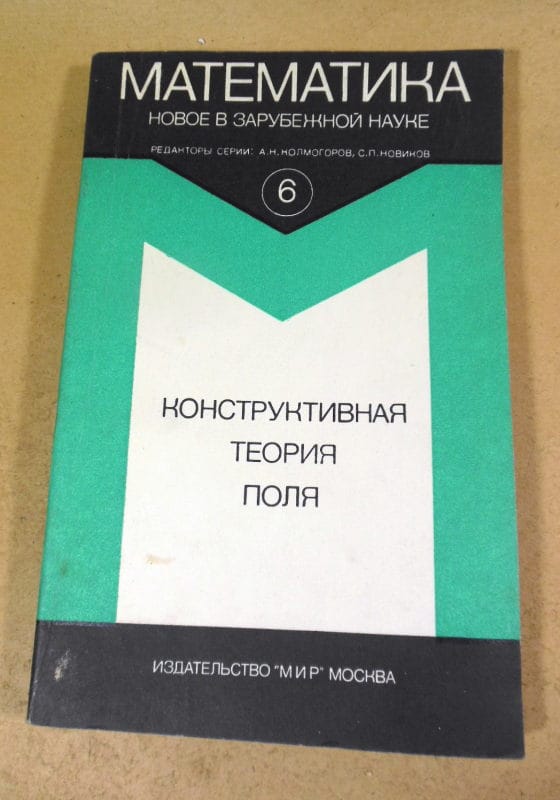 МАТЕМАТИКА
НОВОЕ В ЗАРУБЕЖНОЙ НАУКЕ
РЕДАКТОРЫ СЕРИИ: А.Н.КОЛМОГОРОВ, С.П.НОВИКОВ
6
КОНСТРУКТИВНАЯ
ТЕОРИЯ
ПОЛЯ
ИЗДАТЕЛЬСТВО "МИР" МОСКВА